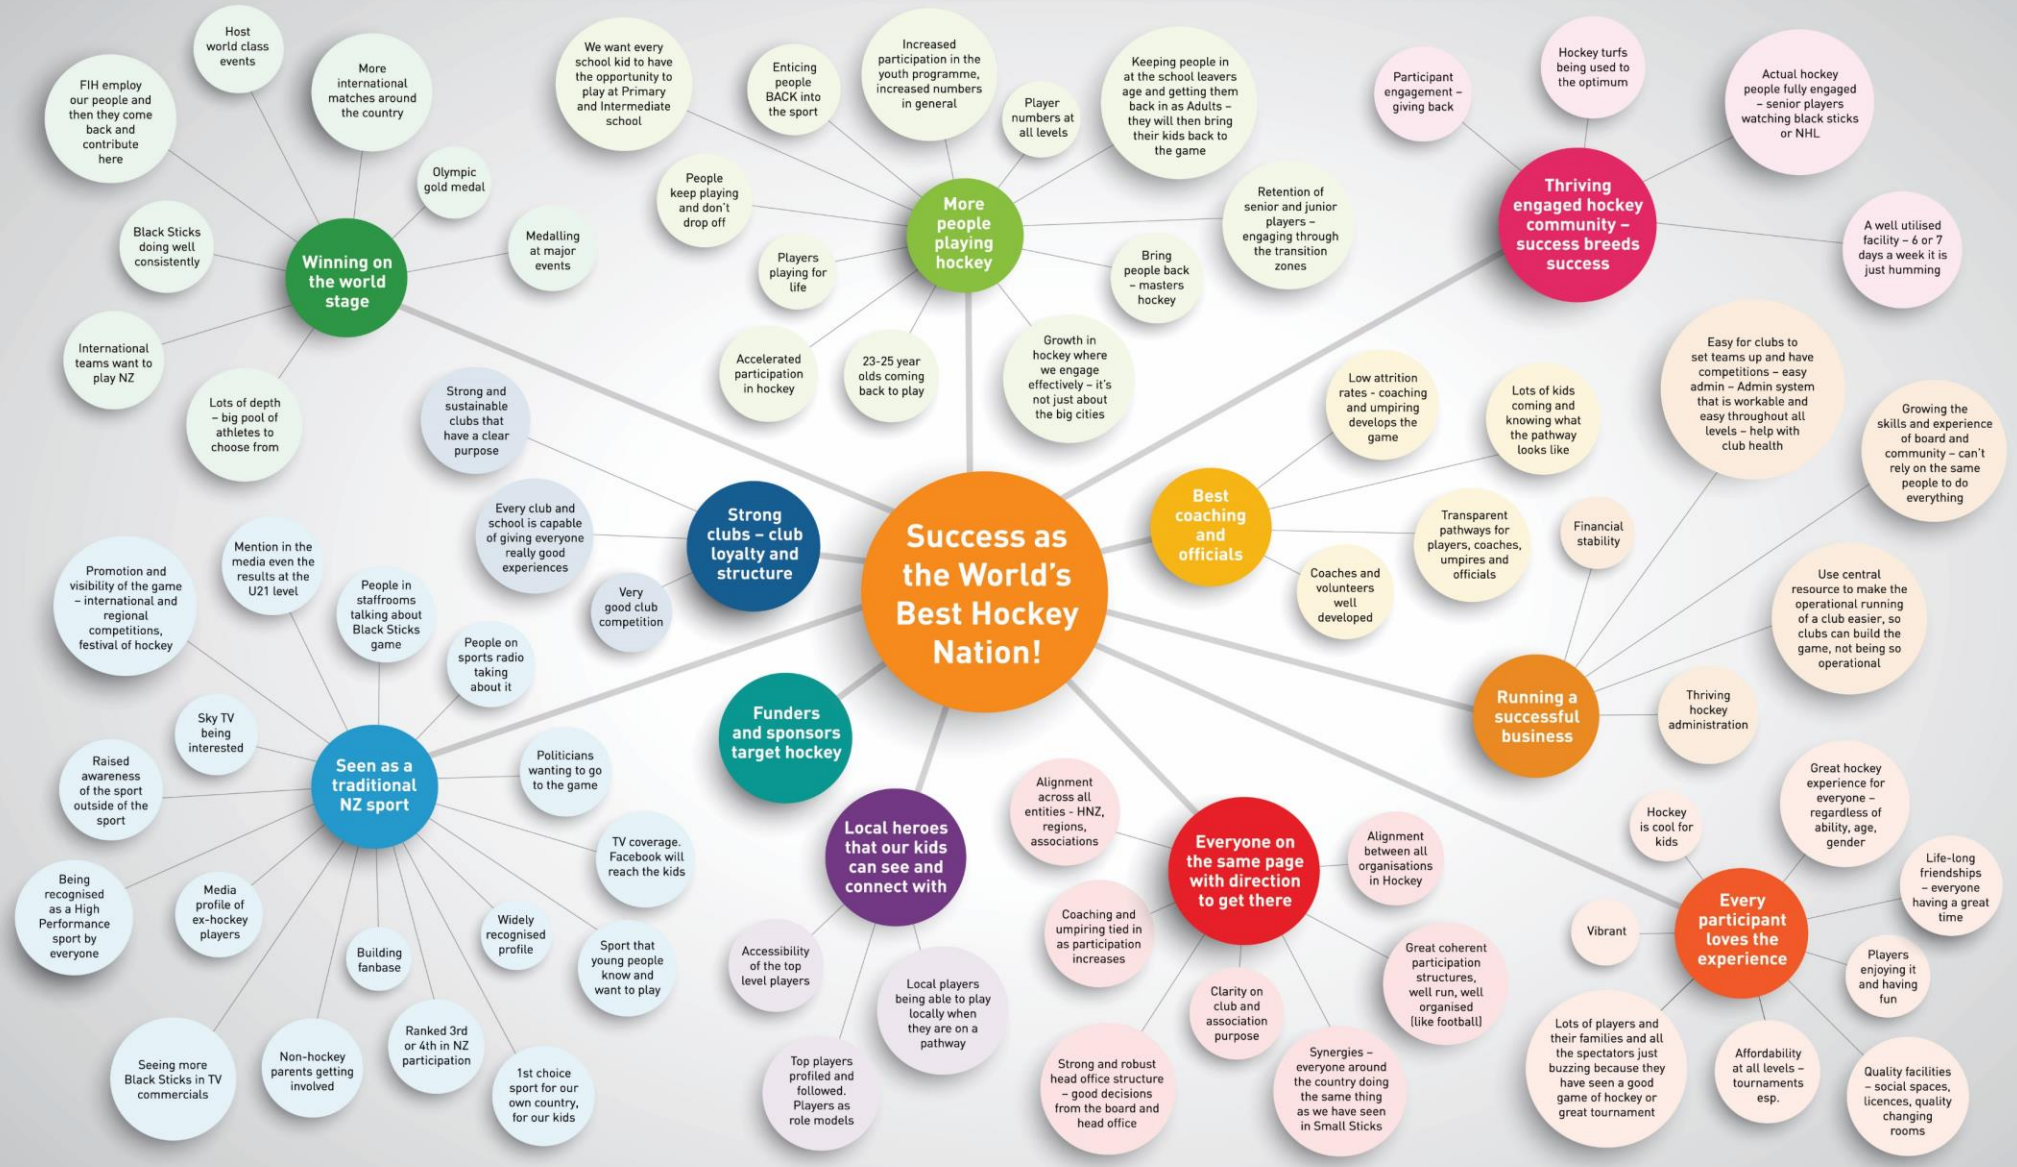 Success as
the World's
Best Hockey
Nation!
Winning on
the world
stage
FIH employ
our people and
then they come
back and
contribute
here
Host
world class
events
More
international
matches around
the country
Olympic
gold medal
Medalling
at major
events
Black Sticks
doing well
consistently
International
teams want to
play NZ
Lots of depth
– big pool of
athletes to
choose from
More
people
playing
hockey
We want every
school kid to have
the opportunity to
play at Primary
and Intermediate
school
Enticing
people
BACK into
the sport
Increased
participation in the
youth programme,
increased numbers
in general
Player
numbers at
all levels
Keeping people in
at the school leavers
age and getting them
back in as Adults –
they will then bring
their kids back to
the game
People
keep playing
and don't
drop off
Retention of
senior and junior
players –
engaging through
the transition
zones
Players
playing for
life
Bring
people back
– masters
hockey
Accelerated
participation
in hockey
23-25 year
olds coming
back to play
Growth in
hockey where
we engage
effectively – it's
not just about
the big cities
Thriving
engaged hockey
community –
success breeds
success
Participant
engagement –
giving back
Hockey turfs
being used to
the optimum
Actual hockey
people fully engaged
– senior players
watching black sticks
or NHL
A well utilised
facility – 6 or 7
days a week it is
just humming
Strong
clubs – club
loyalty and
structure
Strong and
sustainable
clubs that
have a clear
purpose
Every club and
school is capable
of giving everyone
really good
experiences
Very
good club
competition
Best
coaching
and
officials
Low attrition
rates - coaching
and umpiring
develops the
game
Lots of kids
coming and
knowing what
the pathway
looks like
Transparent
pathways for
players, coaches,
umpires and
officials
Coaches and
volunteers
well
developed
Running a
successful
business
Financial
stability
Easy for clubs to
set teams up and have
competitions – easy
admin – Admin system
that is workable and
easy throughout all
levels – help with
club health
Growing the
skills and experience
of board and
community – can't
rely on the same
people to do
everything
Use central
resource to make the
operational running
of a club easier, so
clubs can build the
game, not being so
operational
Thriving
hockey
administration
Seen as a
traditional
NZ sport
Promotion and
visibility of the game
– international and
regional
competitions,
festival of hockey
Mention in the
media even the
results at the
U21 level
People in
staffrooms
talking about
Black Sticks
game
People on
sports radio
taking
about it
Sky TV
being
interested
Politicians
wanting to go
to the game
Raised
awareness
of the sport
outside of the
sport
TV coverage.
Facebook will
reach the kids
Being
recognised
as a High
Performance
sport by
everyone
Media
profile of
ex-hockey
players
Building
fanbase
Widely
recognised
profile
Sport that
young people
know and
want to play
Seeing more
Black Sticks in TV
commercials
Non-hockey
parents getting
involved
Ranked 3rd
or 4th in NZ
participation
1st choice
sport for our
own country,
for our kids
Funders
and sponsors
target hockey
Local heroes
that our kids
can see and
connect with
Accessibility
of the top
level players
Local players
being able to play
locally when
they are on a
pathway
Top players
profiled and
followed.
Players as
role models
Everyone on
the same page
with direction
to get there
Alignment
across all
entities - HNZ,
regions,
associations
Alignment
between all
organisations
in Hockey
Coaching and
umpiring tied in
as participation
increases
Great coherent
participation
structures,
well run, well
organised
(like football)
Clarity on
club and
association
purpose
Strong and robust
head office structure
– good decisions
from the board and
head office
Synergies –
everyone around
the country doing
the same thing
as we have seen
in Small Sticks
Every
participant
loves the
experience
Hockey
is cool for
kids
Great hockey
experience for
everyone –
regardless of
ability, age,
gender
Life-long
friendships
– everyone
having a great
time
Vibrant
Players
enjoying it
and having
fun
Lots of players and
their families and all
the spectators just
buzzing because they
have seen a good
game of hockey or
great tournament
Affordability
at all levels –
tournaments
esp.
Quality facilities
– social spaces,
licences, quality
changing
rooms